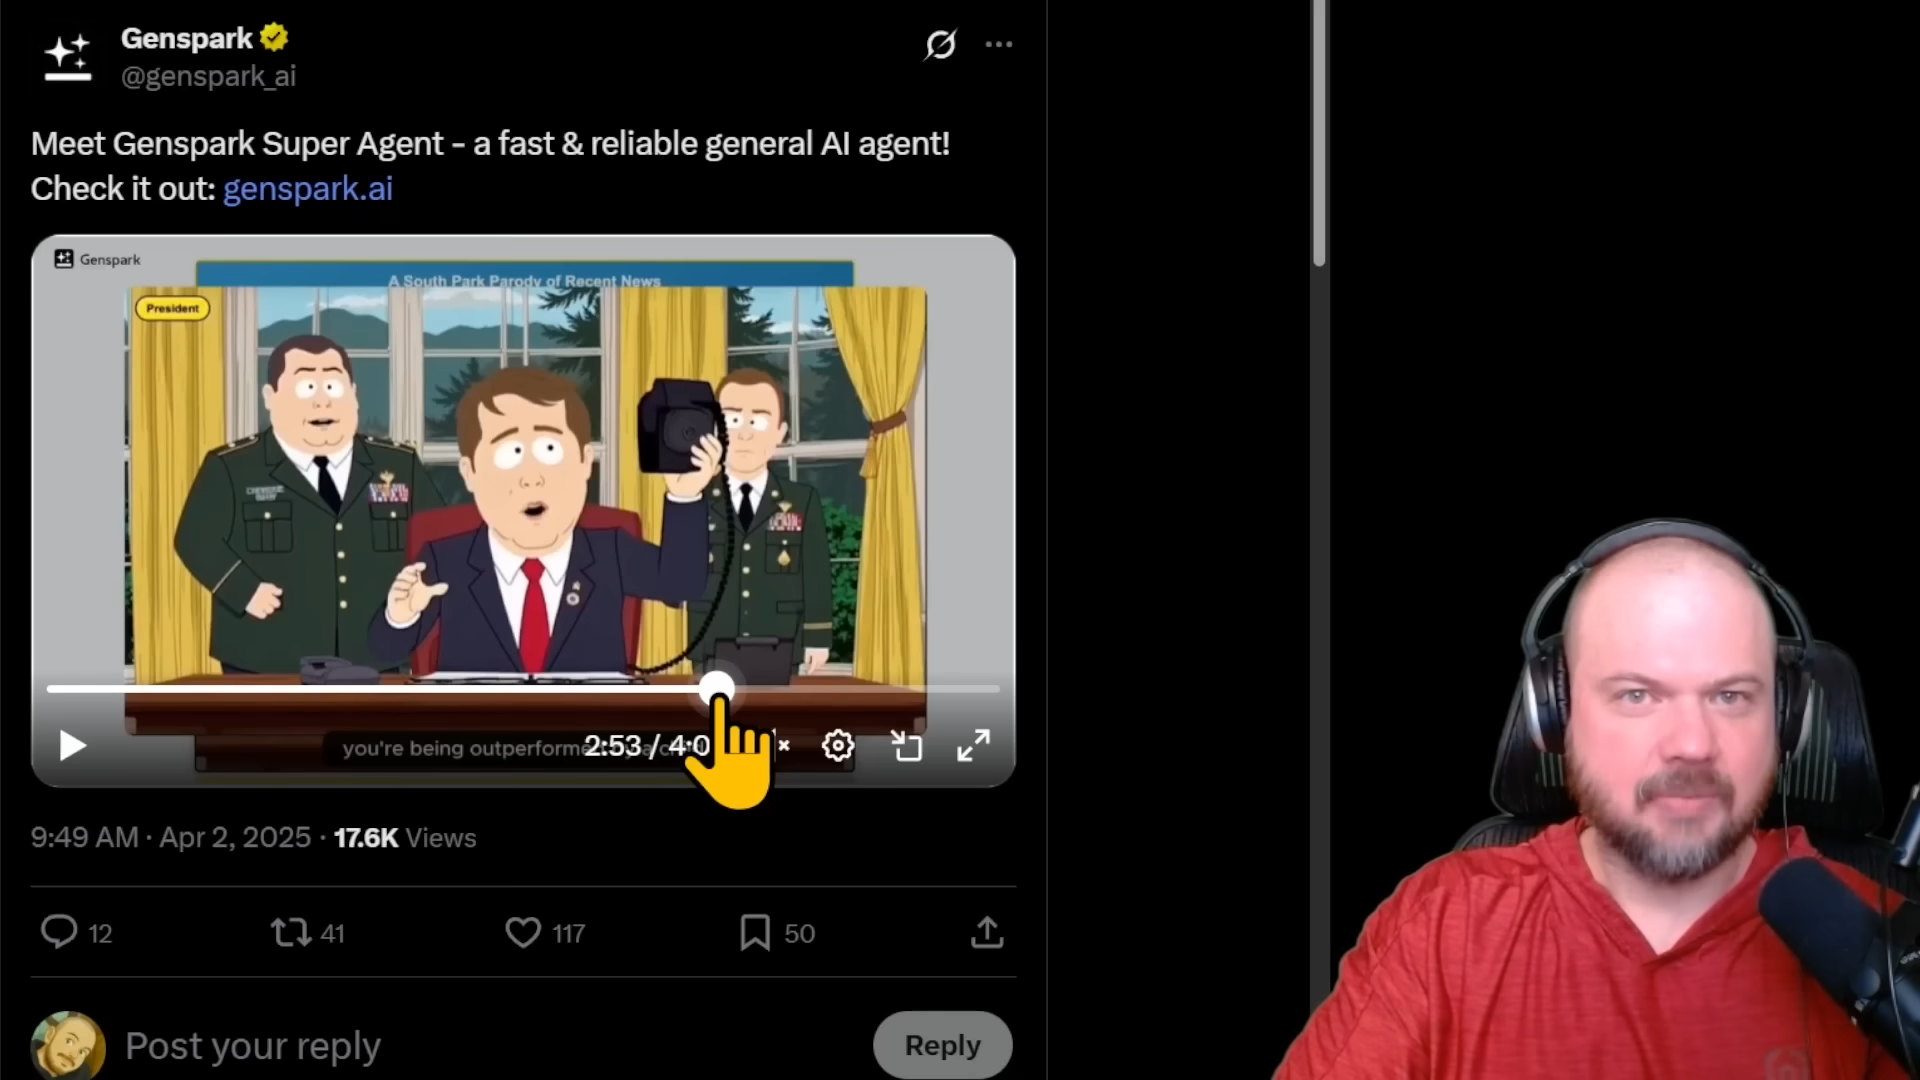 Genspark
@genspark_ai
Meet Genspark Super Agent - a fast & reliable general AI agent!
Check it out: genspark.ai
Genspark
A South Park Parody of Recent News
President
you're being outperformed
2:53 / 4:0
9:49 AM · Apr 2, 2025 · 17.6K Views
12
41
117
50
Post your reply
Reply